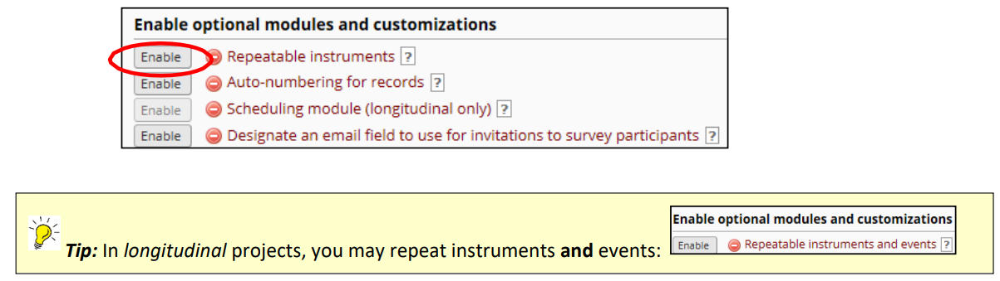 Enable optional modules and customizations
Enable Repeatable instruments ?
Enable Auto-numbering for records ?
Enable Scheduling module (longitudinal only) ?
Enable Designate an email field to use for invitations to survey participants ?
Enable optional modules and customizations
Tip: In longitudinal projects, you may repeat instruments and events: Enable Repeatable instruments and events ?